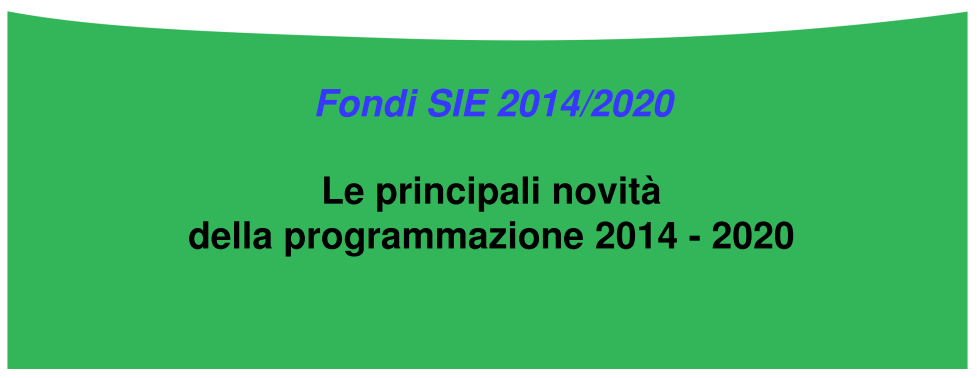 Fondi SIE 2014/2020
Le principali novità
della programmazione 2014 - 2020